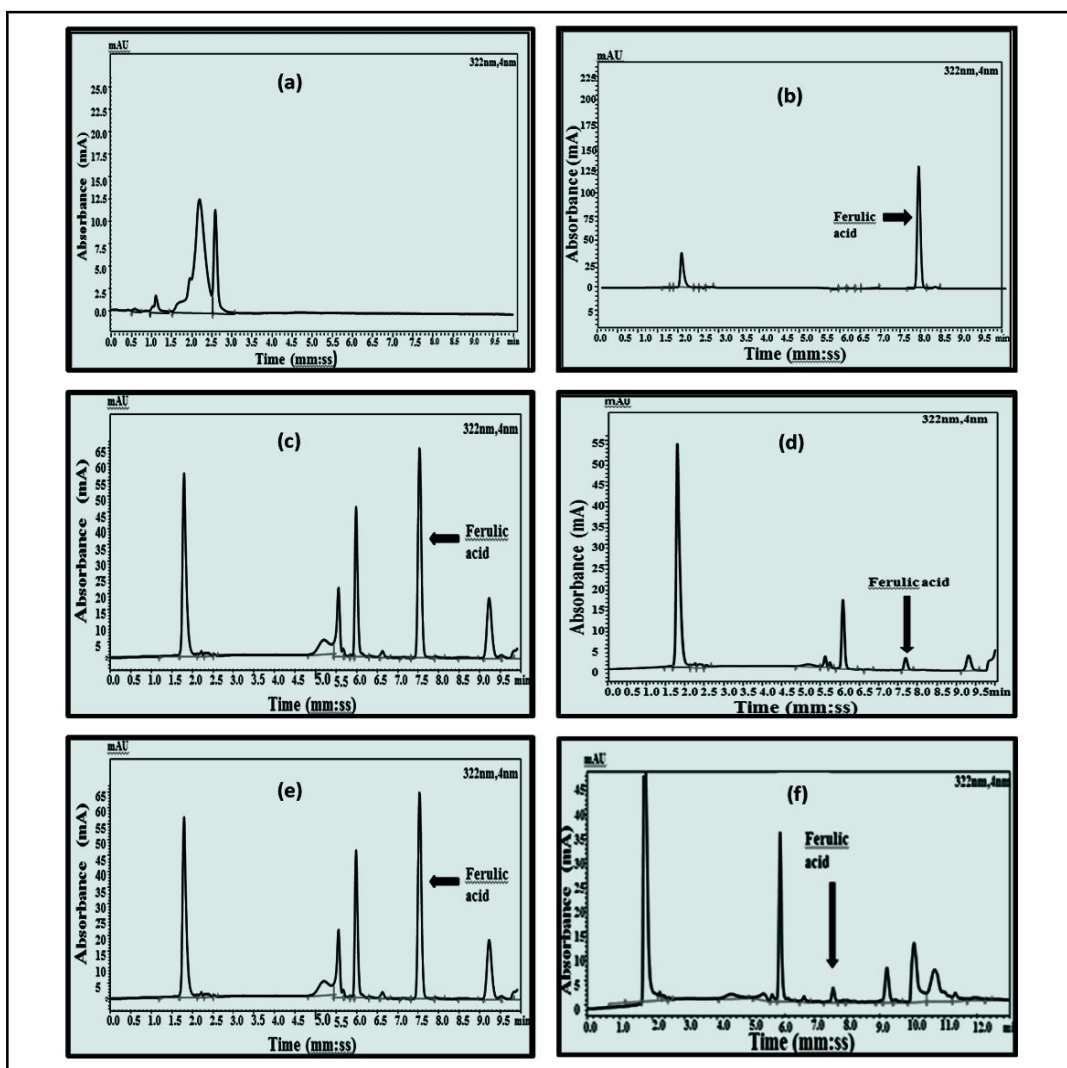 mAU
322nm,4nm
(a)
25.0
22.5
20.0
17.5
15.0
12.5
10.0
7.5
5.0
2.5
0.0
Absorbance (mA)
0.0 0.5 1.0 1.5 2.0 2.5 3.0 3.5 4.0 4.5 5.0 5.5 6.0 6.5 7.0 7.5 8.0 8.5 9.0 9.5 min
Time (mm:ss)
mAU
322nm,4nm
(b)
225
200
175
150
125
100
75
50
25
0
5
Absorbance (mA)
Ferulic
acid
0.0 0.5 1.0 1.5 2.0 2.5 3.0 3.5 4.0 4.5 5.0 5.5 6.0 6.5 7.0 7.5 8.0 8.5 9.0 9.5 min
Time (mm:ss)
mAU
322nm,4nm
(c)
65
60
55
50
45
40
35
30
25
20
15
10
5
Absorbance (mA)
Ferulic
acid
0.0 0.5 1.0 1.5 2.0 2.5 3.0 3.5 4.0 4.5 5.0 5.5 6.0 6.5 7.0 7.5 8.0 8.5 9.0 9.5 min
Time (mm:ss)
mAU
322nm,4nm
(d)
55
50
45
40
35
30
25
20
15
10
5
0
Absorbance (mA)
Ferulic acid
0.0 0.5 1.0 1.5 2.0 2.5 3.0 3.5 4.0 4.5 5.0 5.5 6.0 6.5 7.0 7.5 8.0 8.5 9.0 9.5min
Time (mm:ss)
mAU
322nm,4nm
(e)
65
60
55
50
45
40
35
30
25
20
15
10
5
0
Absorbance (mA)
Ferulic
acid
0.0 0.5 1.0 1.5 2.0 2.5 3.0 3.5 4.0 4.5 5.0 5.5 6.0 6.5 7.0 7.5 8.0 8.5 9.0 9.5 min
Time (mm:ss)
mAU
322nm,4nm
(f)
45
40
35
30
25
20
15
10
5
0
Absorbance (mA)
Ferulic
acid
0.0 1.0 2.0 3.0 4.0 5.0 6.0 7.0 8.0 9.0 10.0 11.0 12.0
Time (mm:ss)